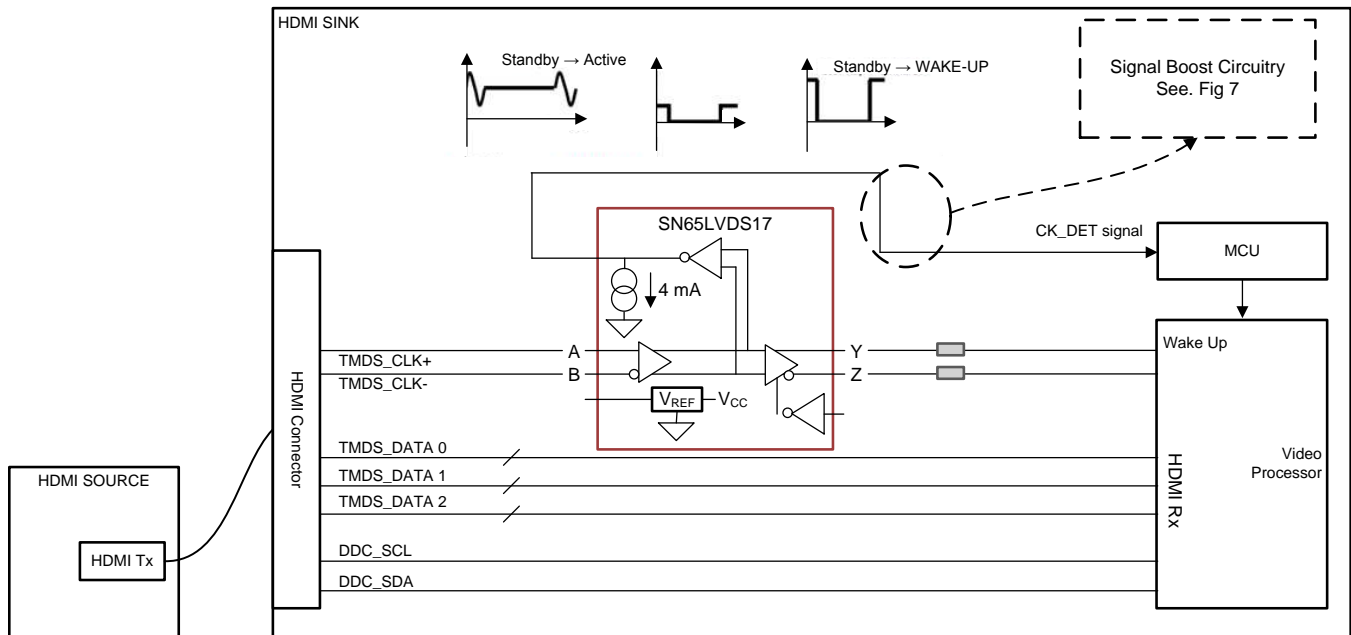 HDMI SINK
Standby → Active
Standby → WAKE-UP
Signal Boost Circuitry
See. Fig 7
SN65LVDS17
4 mA
CK_DET signal
MCU
A
B
Y
Z
VREF
VCC
TMDS_CLK+
TMDS_CLK-
HDMI Connector
TMDS_DATA 0
TMDS_DATA 1
TMDS_DATA 2
DDC_SCL
DDC_SDA
Wake Up
HDMI Rx
Video
Processor
HDMI SOURCE
HDMI Tx